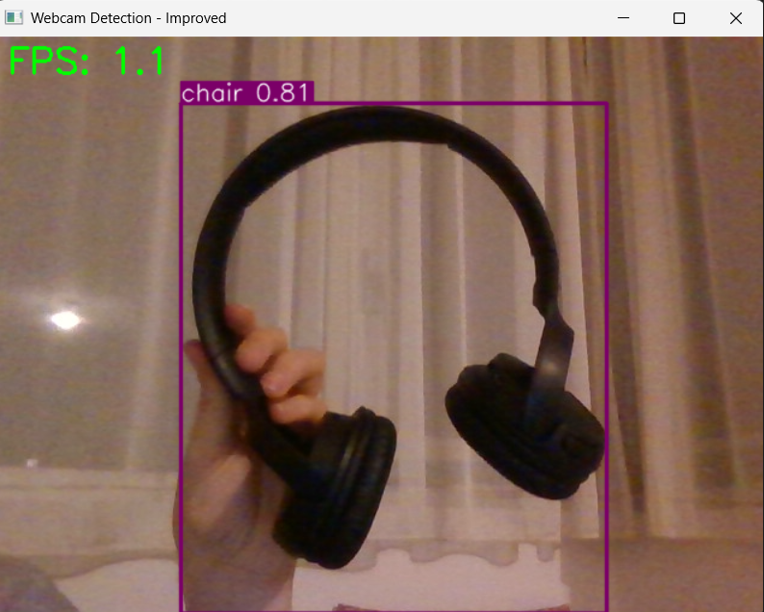 Webcam Detection - Improved
FPS: 1.1
chair 0.81